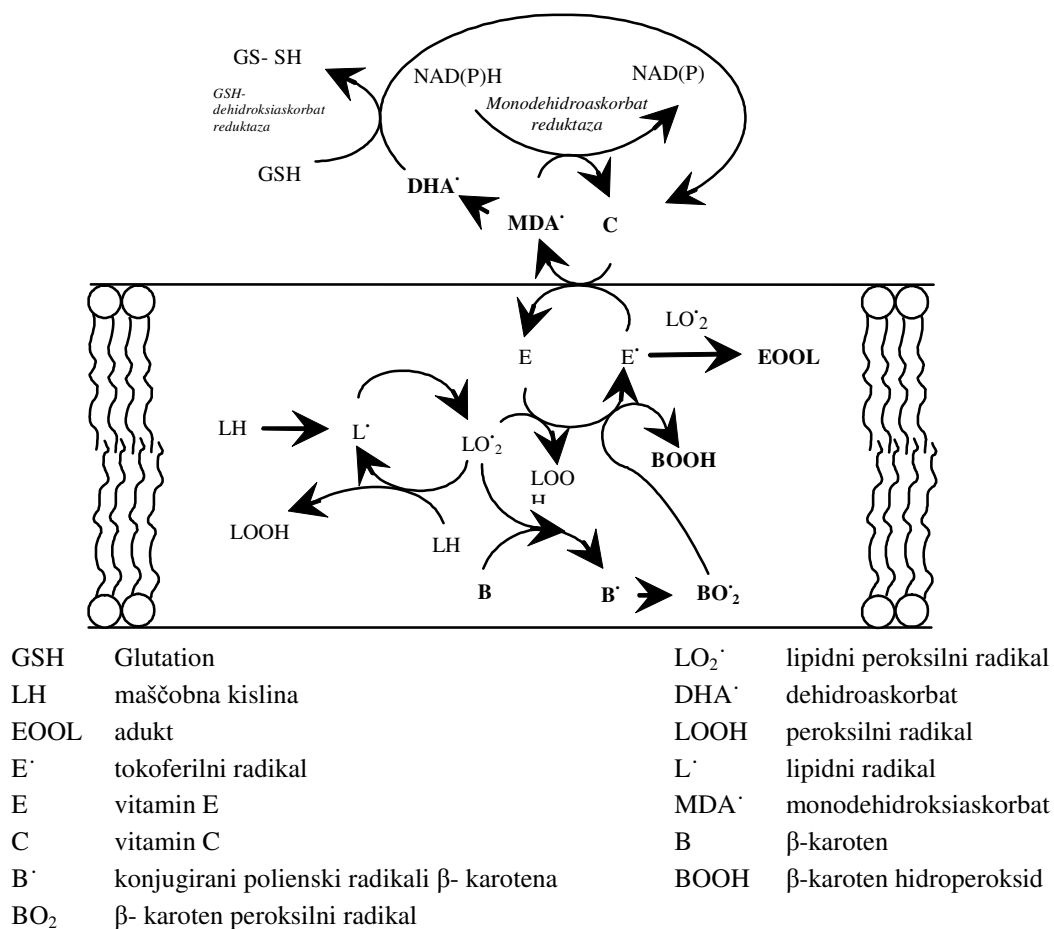 GS- SH
NAD(P)H
NAD(P)
GSH-
dehidroksiaskorbat
reduktaza
Monodehidroaskorbat
reduktaza
GSH
DHA˙
MDA˙
C
LO˙2
E
E˙
EOOL
LH
L˙
LO˙2
BOOH
LOO
H
LOOH
LH
B
B˙
BO˙2
GSH Glutation
LH maščobna kislina
EOOL adukt
E˙ tokoferilni radikal
E vitamin E
C vitamin C
B˙ konjugirani polienski radikali β- karotena
BO2 β- karoten peroksilni radikal
LO2˙ lipidni peroksilni radikal
DHA˙ dehidroaskorbat
LOOH peroksilni radikal
L˙ lipidni radikal
MDA˙ monodehidroksiaskorbat
B β-karoten
BOOH β-karoten hidroperoksid